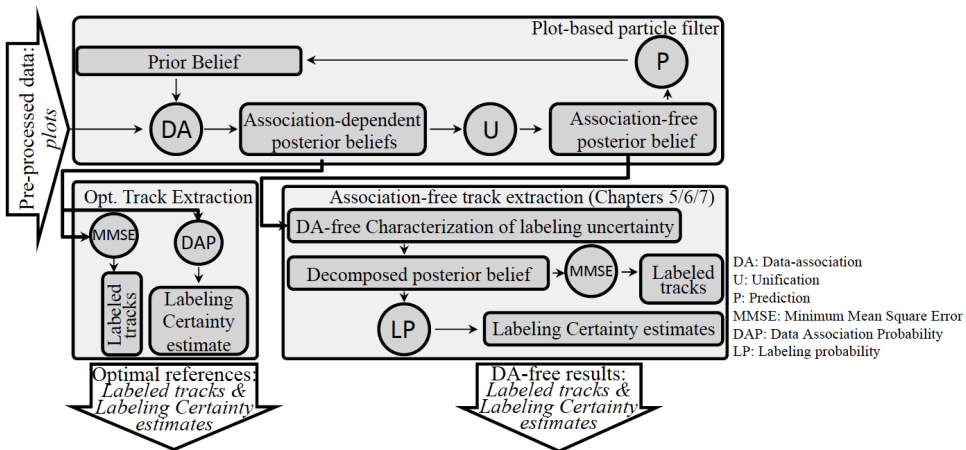 Pre-processed data:
plots
Plot-based particle filter
Prior Belief
P
DA
Association-dependent
posterior beliefs
U
Association-free
posterior belief
Opt. Track Extraction
MMSE
DAP
Labeled
tracks
Labeling
Certainty
estimate
Association-free track extraction (Chapters 5/6/7)
DA-free Characterization of labeling uncertainty
Decomposed posterior belief
MMSE
Labeled
tracks
LP
Labeling Certainty estimates
DA: Data-association
U: Unification
P: Prediction
MMSE: Minimum Mean Square Error
DAP: Data Association Probability
LP: Labeling probability
Optimal references:
Labeled tracks &
Labeling Certainty
estimates
DA-free results:
Labeled tracks &
Labeling Certainty
estimates